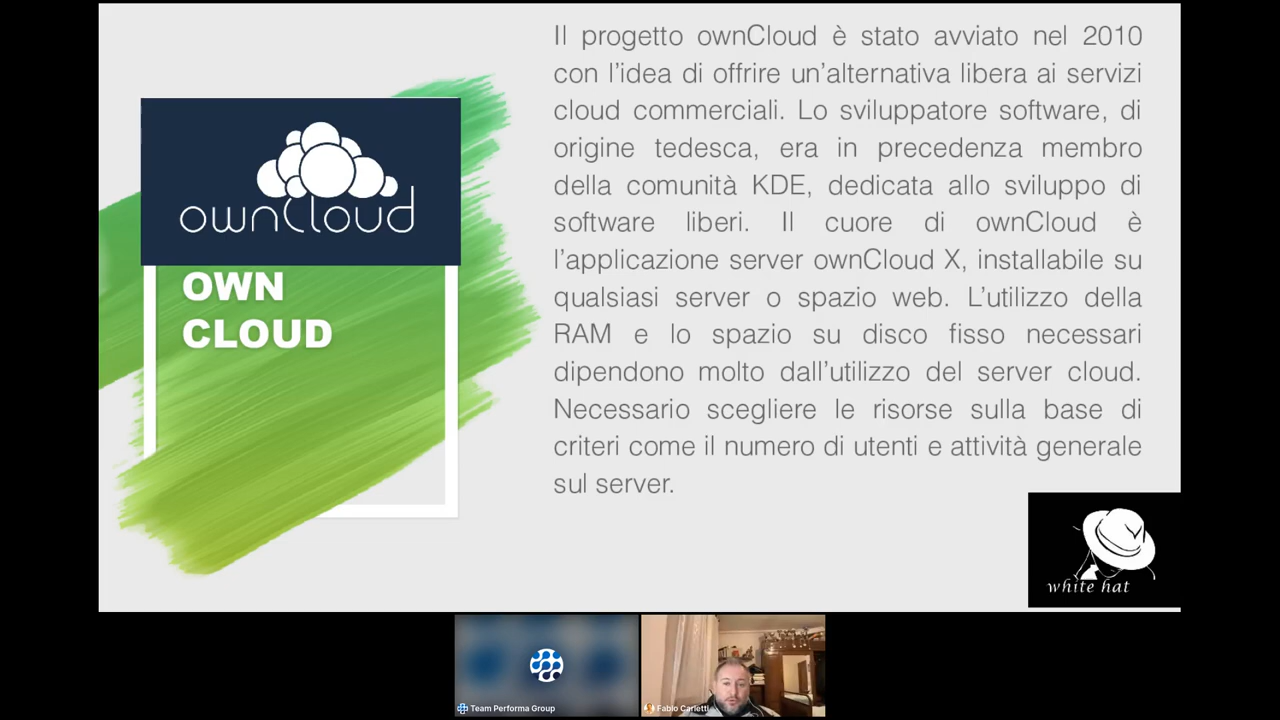 ownCloud
OWN
CLOUD
Il progetto ownCloud è stato avviato nel 2010
con l’idea di offrire un’alternativa libera ai servizi
cloud commerciali. Lo sviluppatore software, di
origine tedesca, era in precedenza membro
della comunità KDE, dedicata allo sviluppo di
software liberi. Il cuore di ownCloud è
l’applicazione server ownCloud X, installabile su
qualsiasi server o spazio web. L’utilizzo della
RAM e lo spazio su disco fisso necessari
dipendono molto dall’utilizzo del server cloud.
Necessario scegliere le risorse sulla base di
criteri come il numero di utenti e attività generale
sul server.
white hat
Team Performa Group
Fabio Carletti